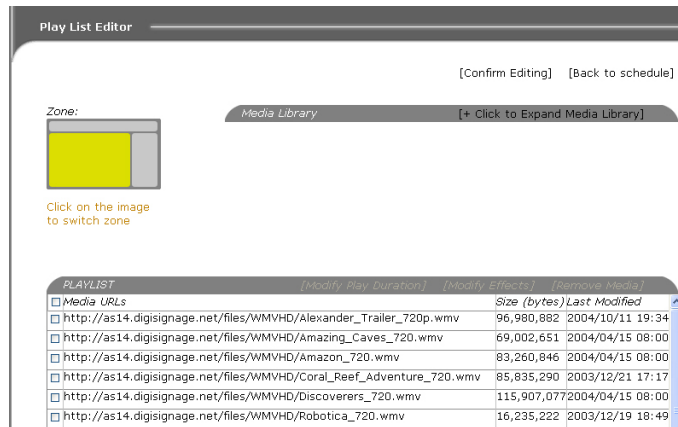 Play List Editor
[Confirm Editing] [Back to schedule]
Zone:
Media Library [+ Click to Expand Media Library]
Click on the image
to switch zone
PLAYLIST [Modify Play Duration] [Modify Effects] [Remove Media]
Media URLs Size (bytes) Last Modified
http://as14.digisignage.net/files/WMVHD/Alexander_Trailer_720p.wmv 96,980,882 2004/10/11 19:34
http://as14.digisignage.net/files/WMVHD/Amazing_Caves_720.wmv 69,002,651 2004/04/15 08:00
http://as14.digisignage.net/files/WMVHD/Amazon_720.wmv 83,260,846 2004/04/15 08:00
http://as14.digisignage.net/files/WMVHD/Coral_Reef_Adventure_720.wmv 85,835,290 2003/12/21 17:17
http://as14.digisignage.net/files/WMVHD/Discoverers_720.wmv 115,907,077 2004/04/15 08:00
http://as14.digisignage.net/files/WMVHD/Robotica_720.wmv 16,235,222 2003/12/19 18:49